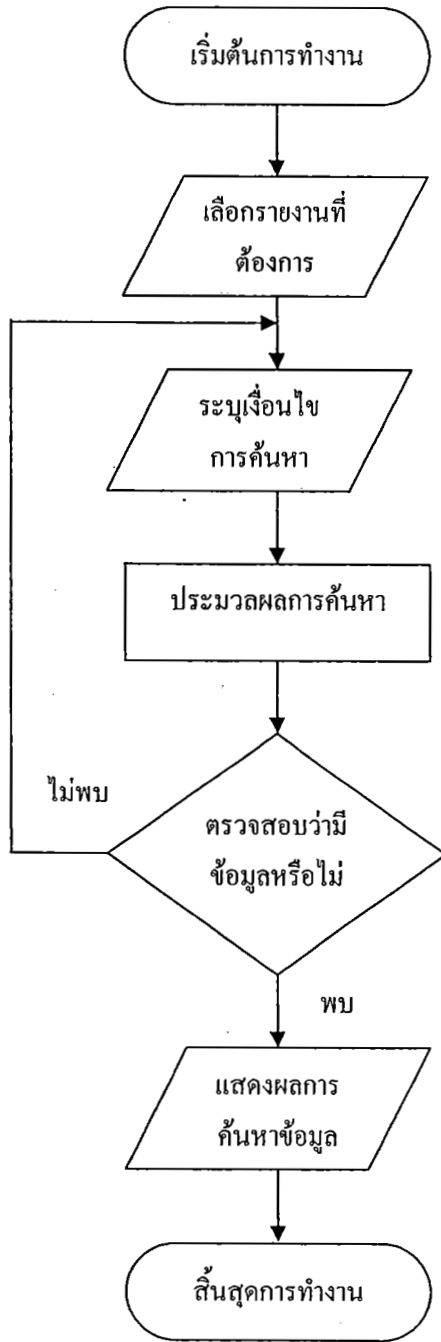 เริ่มต้นการทำงาน
เลือกรายงานที่
ต้องการ
ระบุเงื่อนไข
การค้นหา
ประมวลผลการค้นหา
ไม่พบ
ตรวจสอบว่ามี
ข้อมูลหรือไม่
พบ
แสดงผลการ
ค้นหาข้อมูล
สิ้นสุดการทำงาน